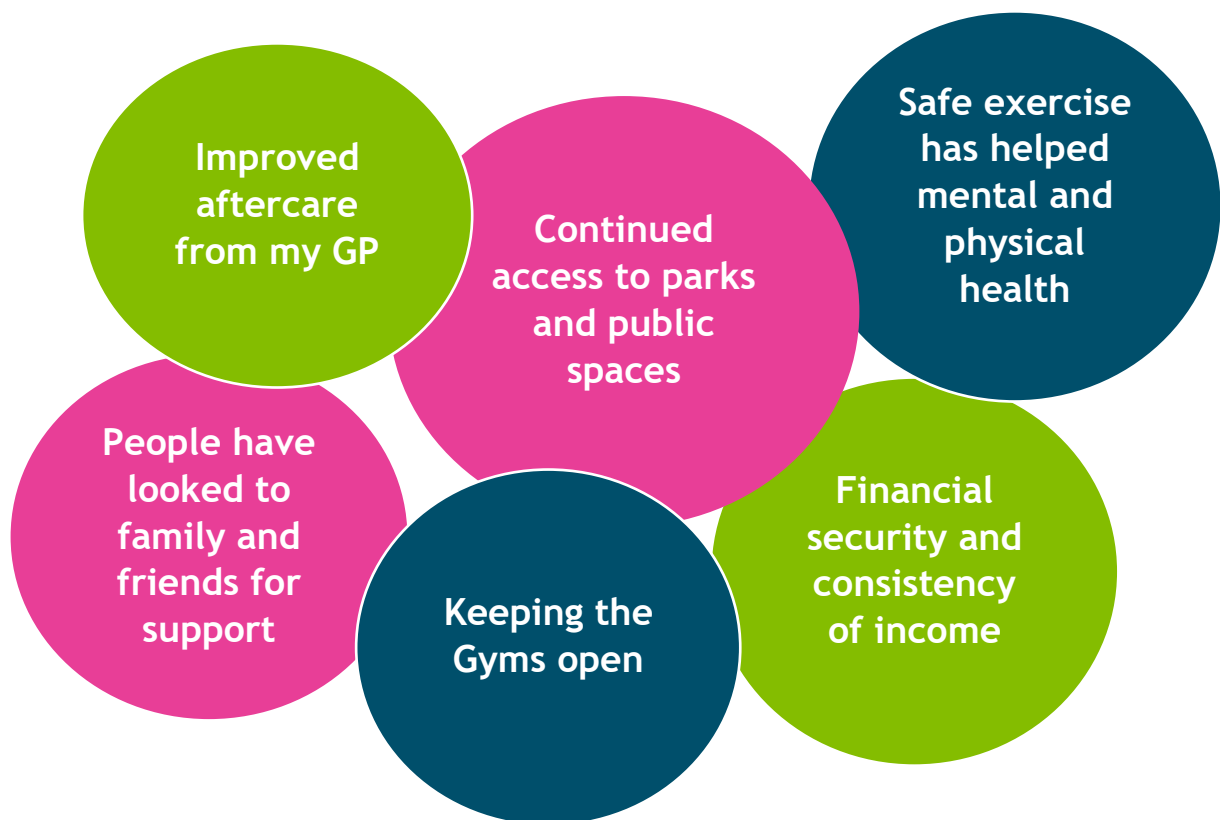 Improved
aftercare
from my GP
Continued
access to parks
and public
spaces
Safe exercise
has helped
mental and
physical
health
People have
looked to
family and
friends for
support
Keeping the
Gyms open
Financial
security and
consistency
of income